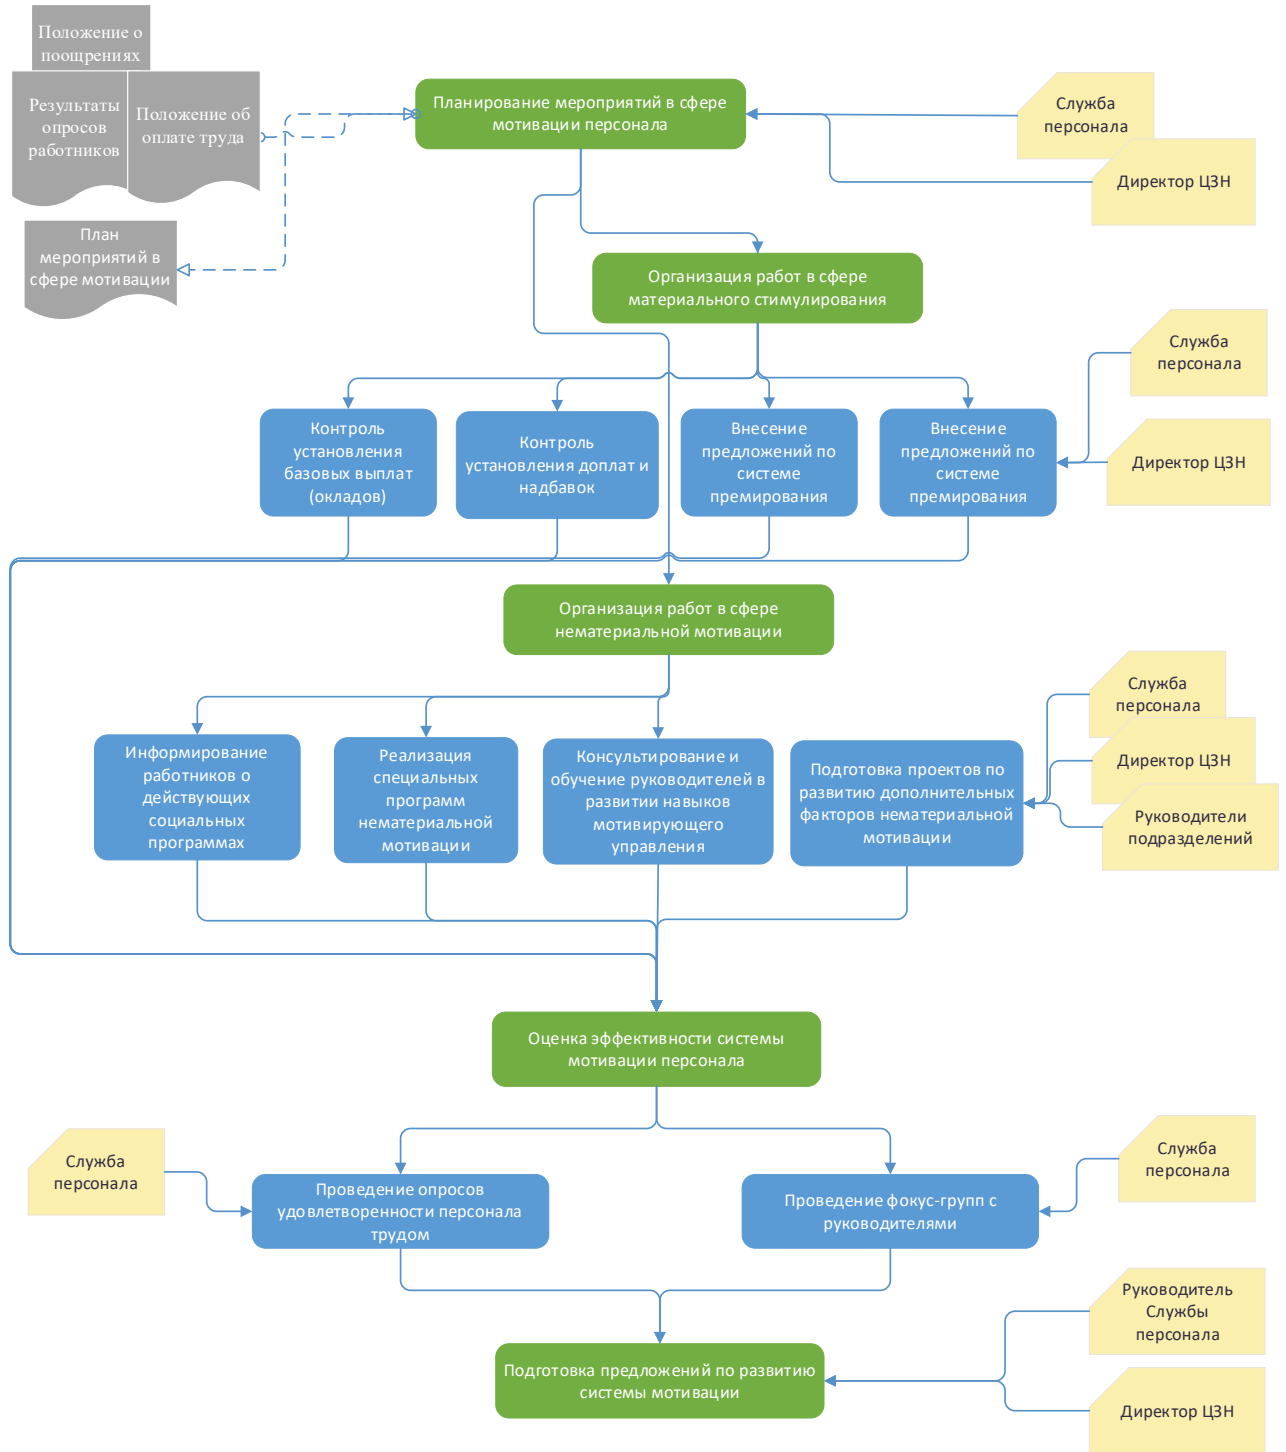 Положение о
поощрениях
Результаты
опросов
работников
Положение об
оплате труда
План
мероприятий в
сфере мотивации
Планирование мероприятий в сфере
мотивации персонала
Служба
персонала
Директор ЦЗН
Организация работ в сфере
материального стимулирования
Служба
персонала
Директор ЦЗН
Контроль
установления
базовых выплат
(окладов)
Контроль
установления доплат и
надбавок
Внесение
предложений по
системе
премирования
Внесение
предложений по
системе
премирования
Организация работ в сфере
нематериальной мотивации
Служба
персонала
Директор ЦЗН
Руководители
подразделений
Информирование
работников о
действующих
социальных
программах
Реализация
специальных
программ
нематериальной
мотивации
Консультирование и
обучение руководителей в
развитии навыков
мотивирующего
управления
Подготовка проектов по
развитию дополнительных
факторов нематериальной
мотивации
Оценка эффективности системы
мотивации персонала
Служба
персонала
Проведение опросов
удовлетворенности персонала
трудом
Проведение фокус-групп с
руководителями
Служба
персонала
Руководитель
Службы
персонала
Подготовка предложений по развитию
системы мотивации
Директор ЦЗН